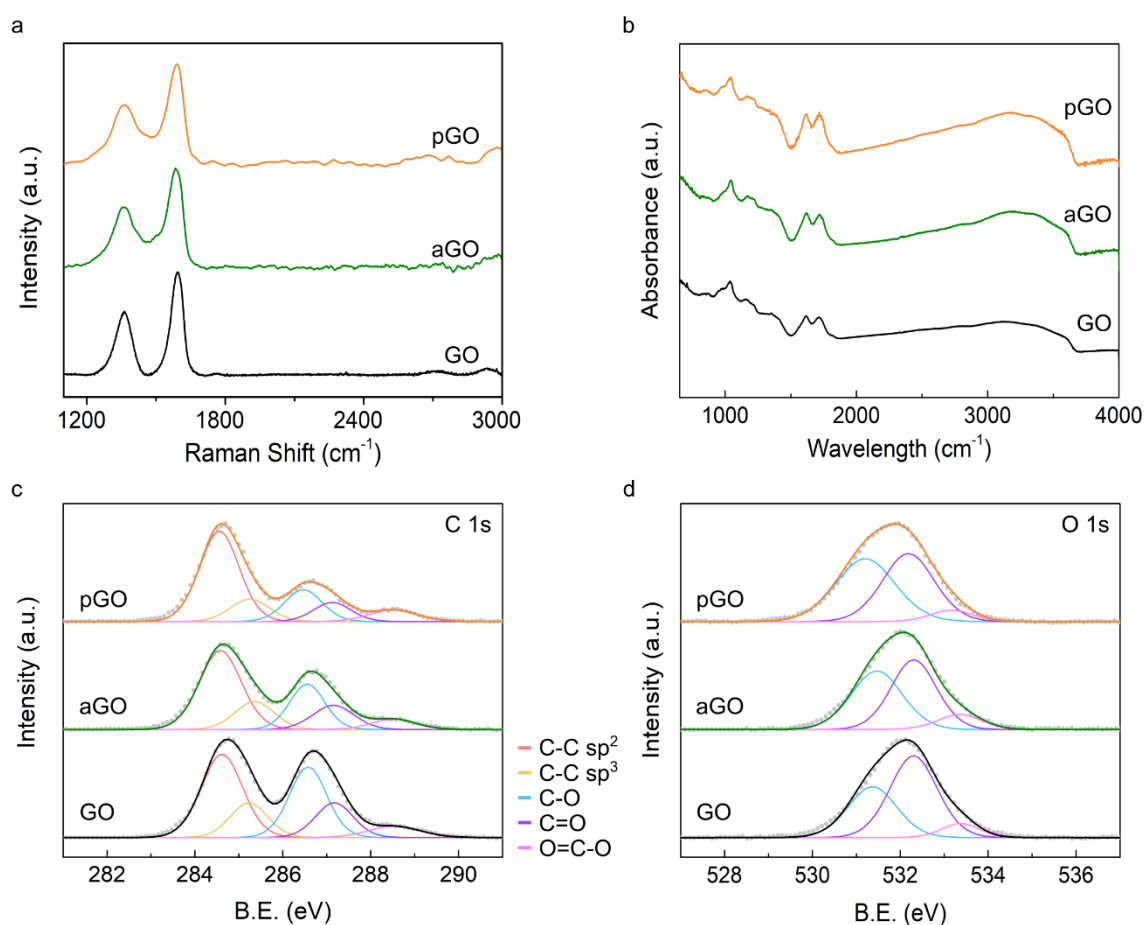 a
Intensity (a.u.)
pGO
aGO
GO
1200 1800 2400 3000
Raman Shift (cm⁻¹)
b
Absorbance (a.u.)
pGO
aGO
GO
1000 2000 3000 4000
Wavelength (cm⁻¹)
c
Intensity (a.u.)
C 1s
pGO
aGO
GO
282 284 286 288 290
B.E. (eV)
C-C sp²
C-C sp³
C-O
C=O
O=C-O
d
Intensity (a.u.)
O 1s
pGO
aGO
GO
528 530 532 534 536
B.E. (eV)